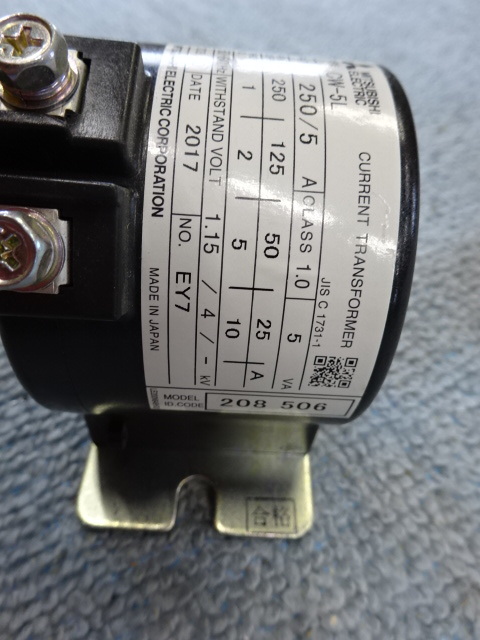 MITSUBISHI
ELECTRIC
CURRENT TRANSFORMER
CW-5L
JIS C 1731-1
250/5 A CLASS 1.0 5 VA
250 125 50 25 A
1 2 5 10
WITHSTAND VOLT 1.15 / 4 / - kV
DATE 2017 NO. EY7
ELECTRIC CORPORATION MADE IN JAPAN
MODEL
ID.CODE
208 506